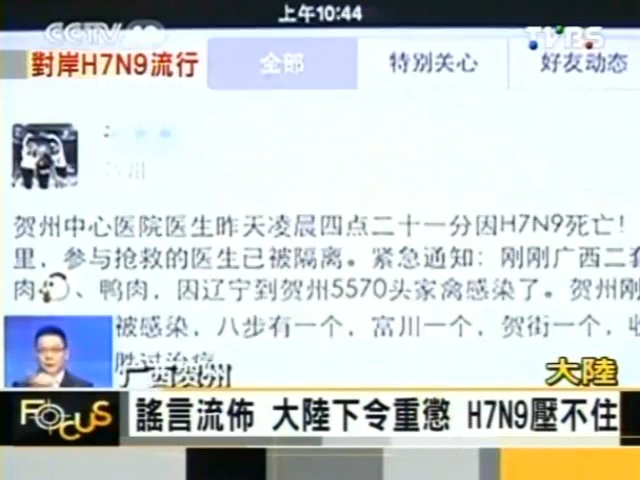 上午10:44
CCTV
TVBS
對岸H7N9流行
全部
特别关心
好友动态
贺州中心医院医生昨天凌晨四点二十一分因H7N9死亡!
里，参与抢救的医生已被隔离。紧急通知：刚刚广西二套
肉、鸭肉，因辽宁到贺州5570头家禽感染了。贺州刚
被感染，八步有一个，富川一个，贺街一个，
广西贺州
大陸
FOCUS
謠言流佈 大陸下令重懲 H7N9壓不住